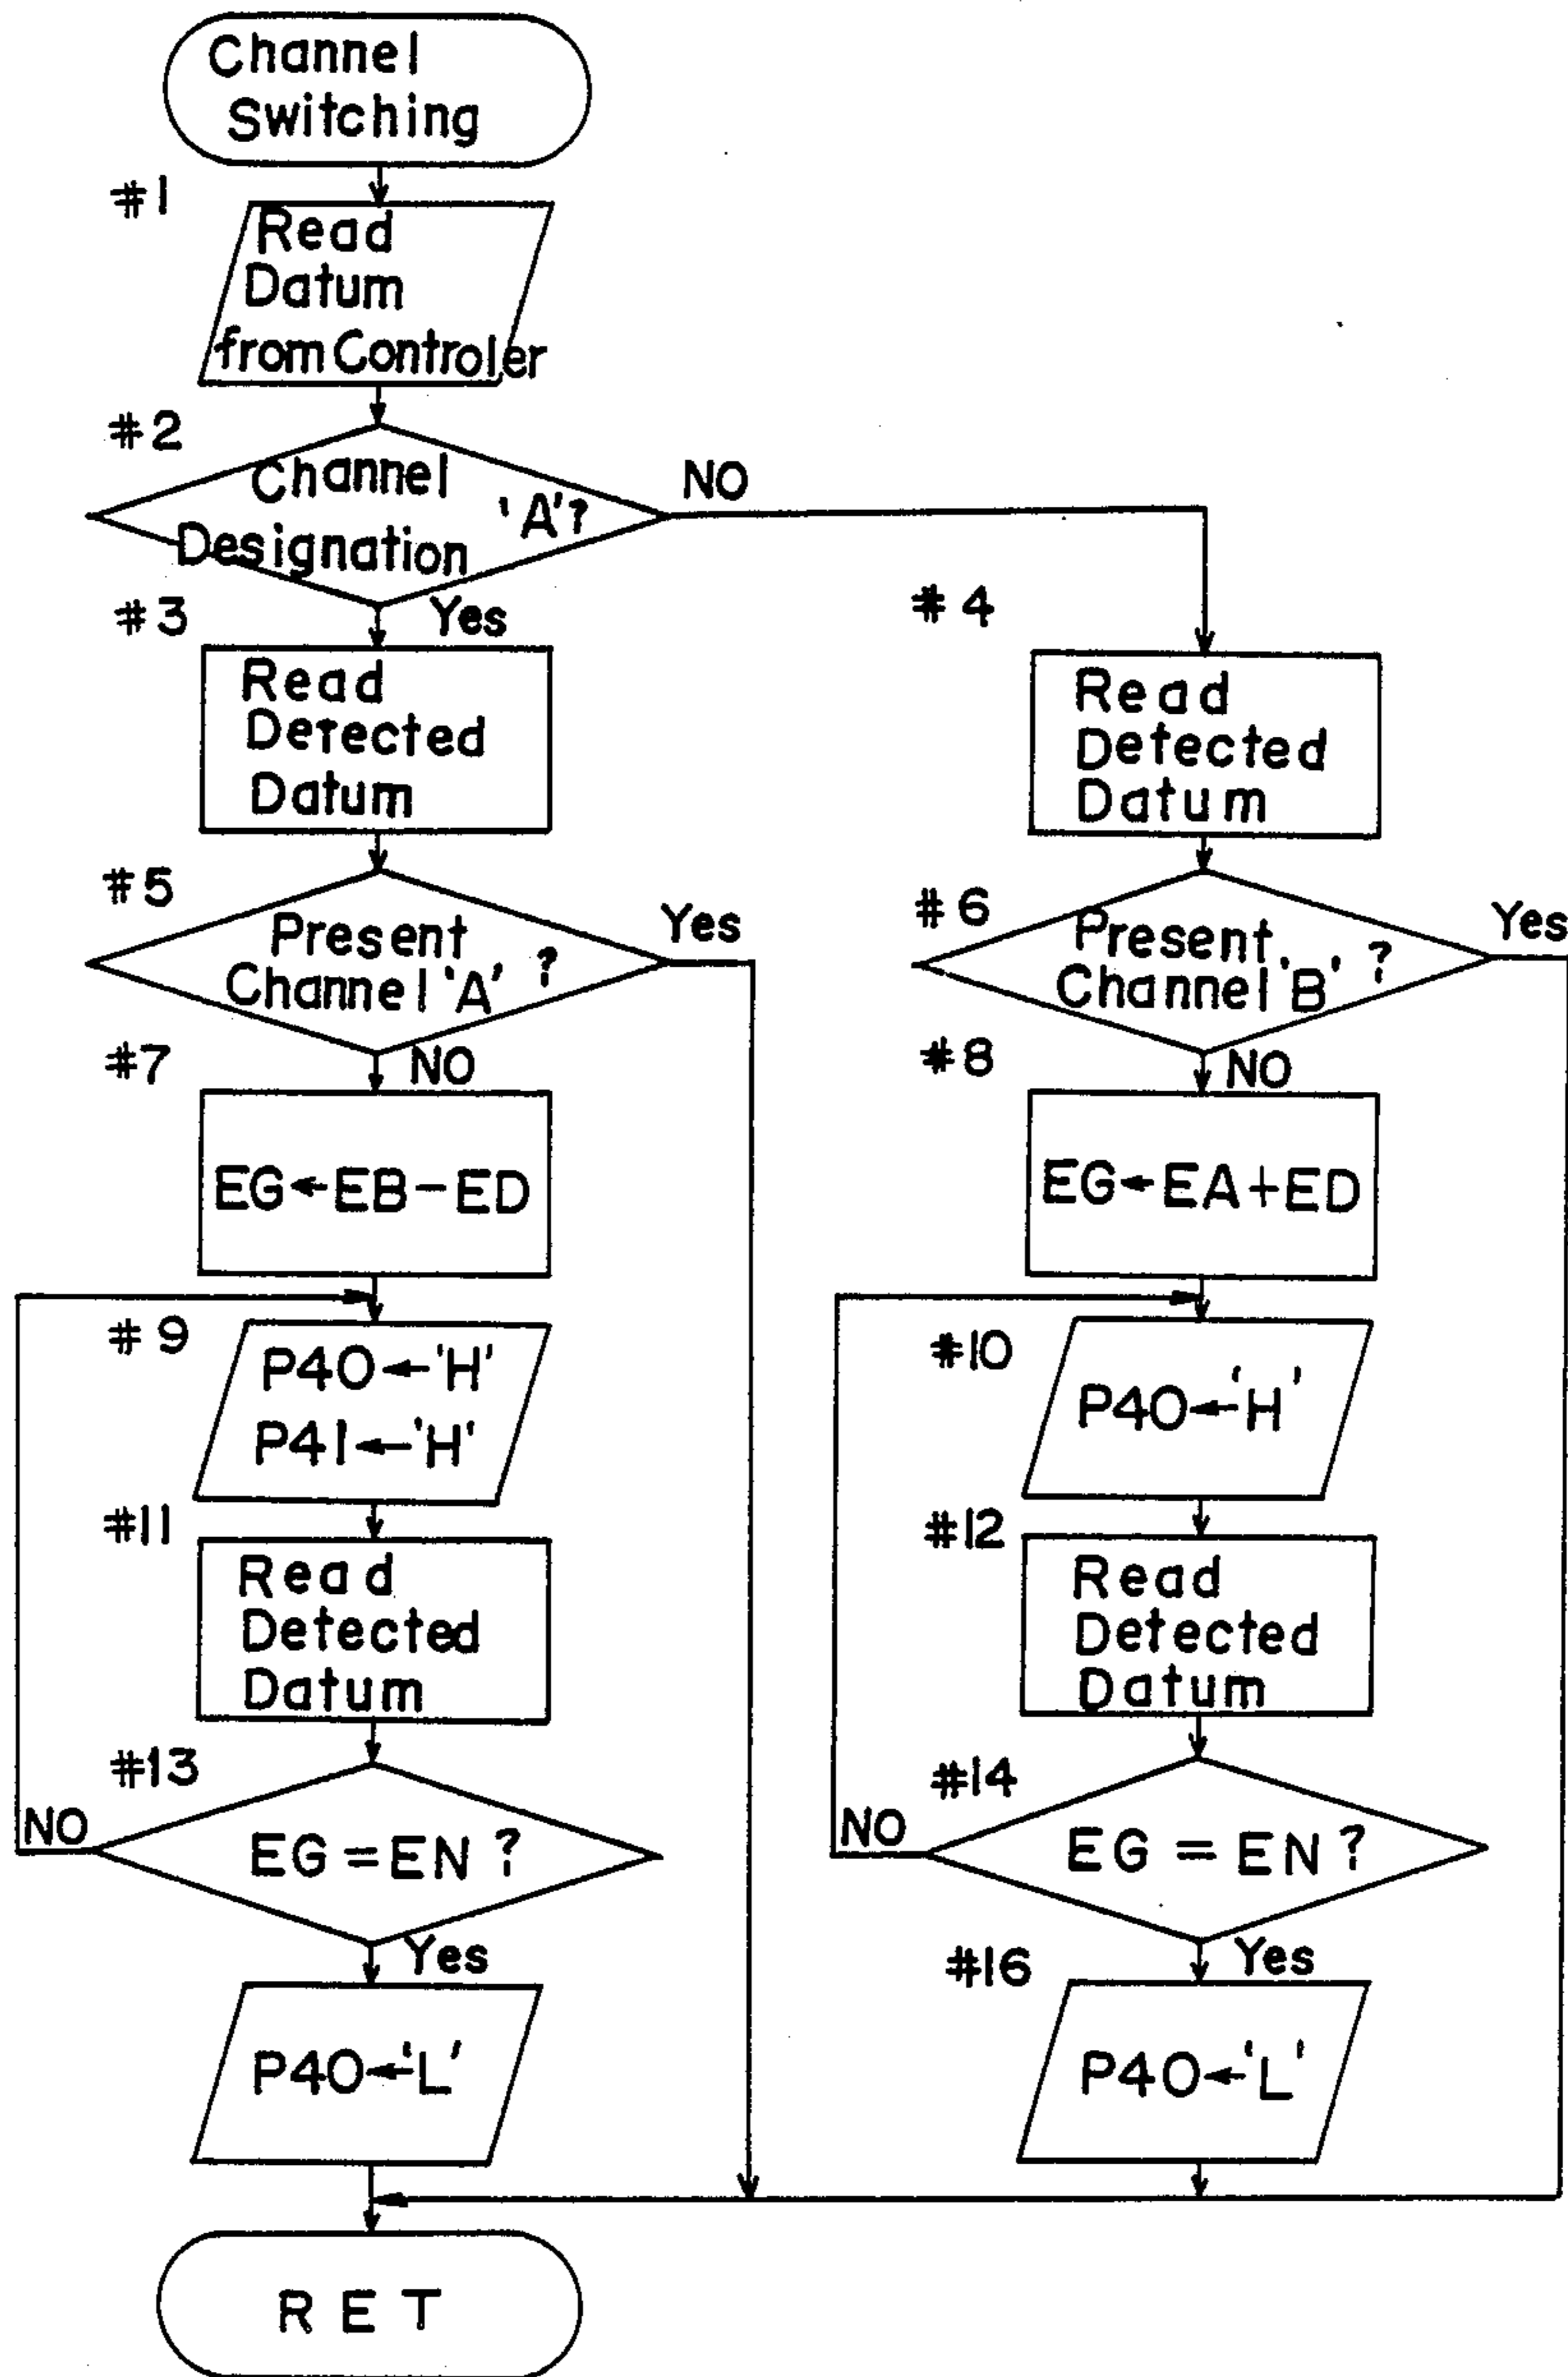 Channel
Switching
#1
Read
Datum
from Controler
#2
Channel
Designation 'A'?
NO
Yes
#3
Read
Detected
Datum
#4
Read
Detected
Datum
#5
Present
Channel 'A' ?
Yes
NO
#6
Present
Channel 'B' ?
Yes
NO
#7
EG←EB-ED
#8
EG←EA+ED
#9
P40←'H'
P41←'H'
#10
P40←'H'
#11
Read
Detected
Datum
#12
Read
Detected
Datum
#13
EG=EN?
NO
Yes
#14
EG=EN?
NO
Yes
P40←'L'
#16
P40←'L'
RET